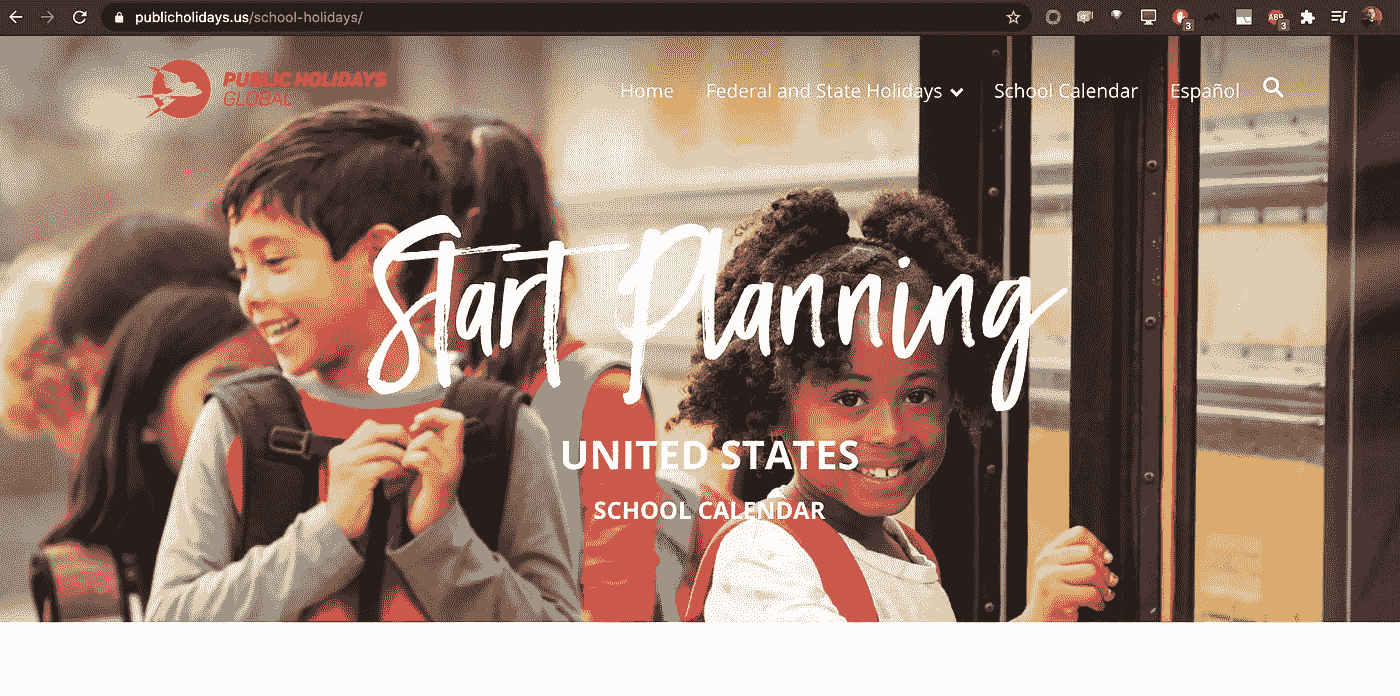 publicholidays.us/school-holidays/
3
ABP
3
PUBLIC HOLIDAYS
GLOBAL
Home
Federal and State Holidays
School Calendar
Español
Start Planning
UNITED STATES
SCHOOL CALENDAR